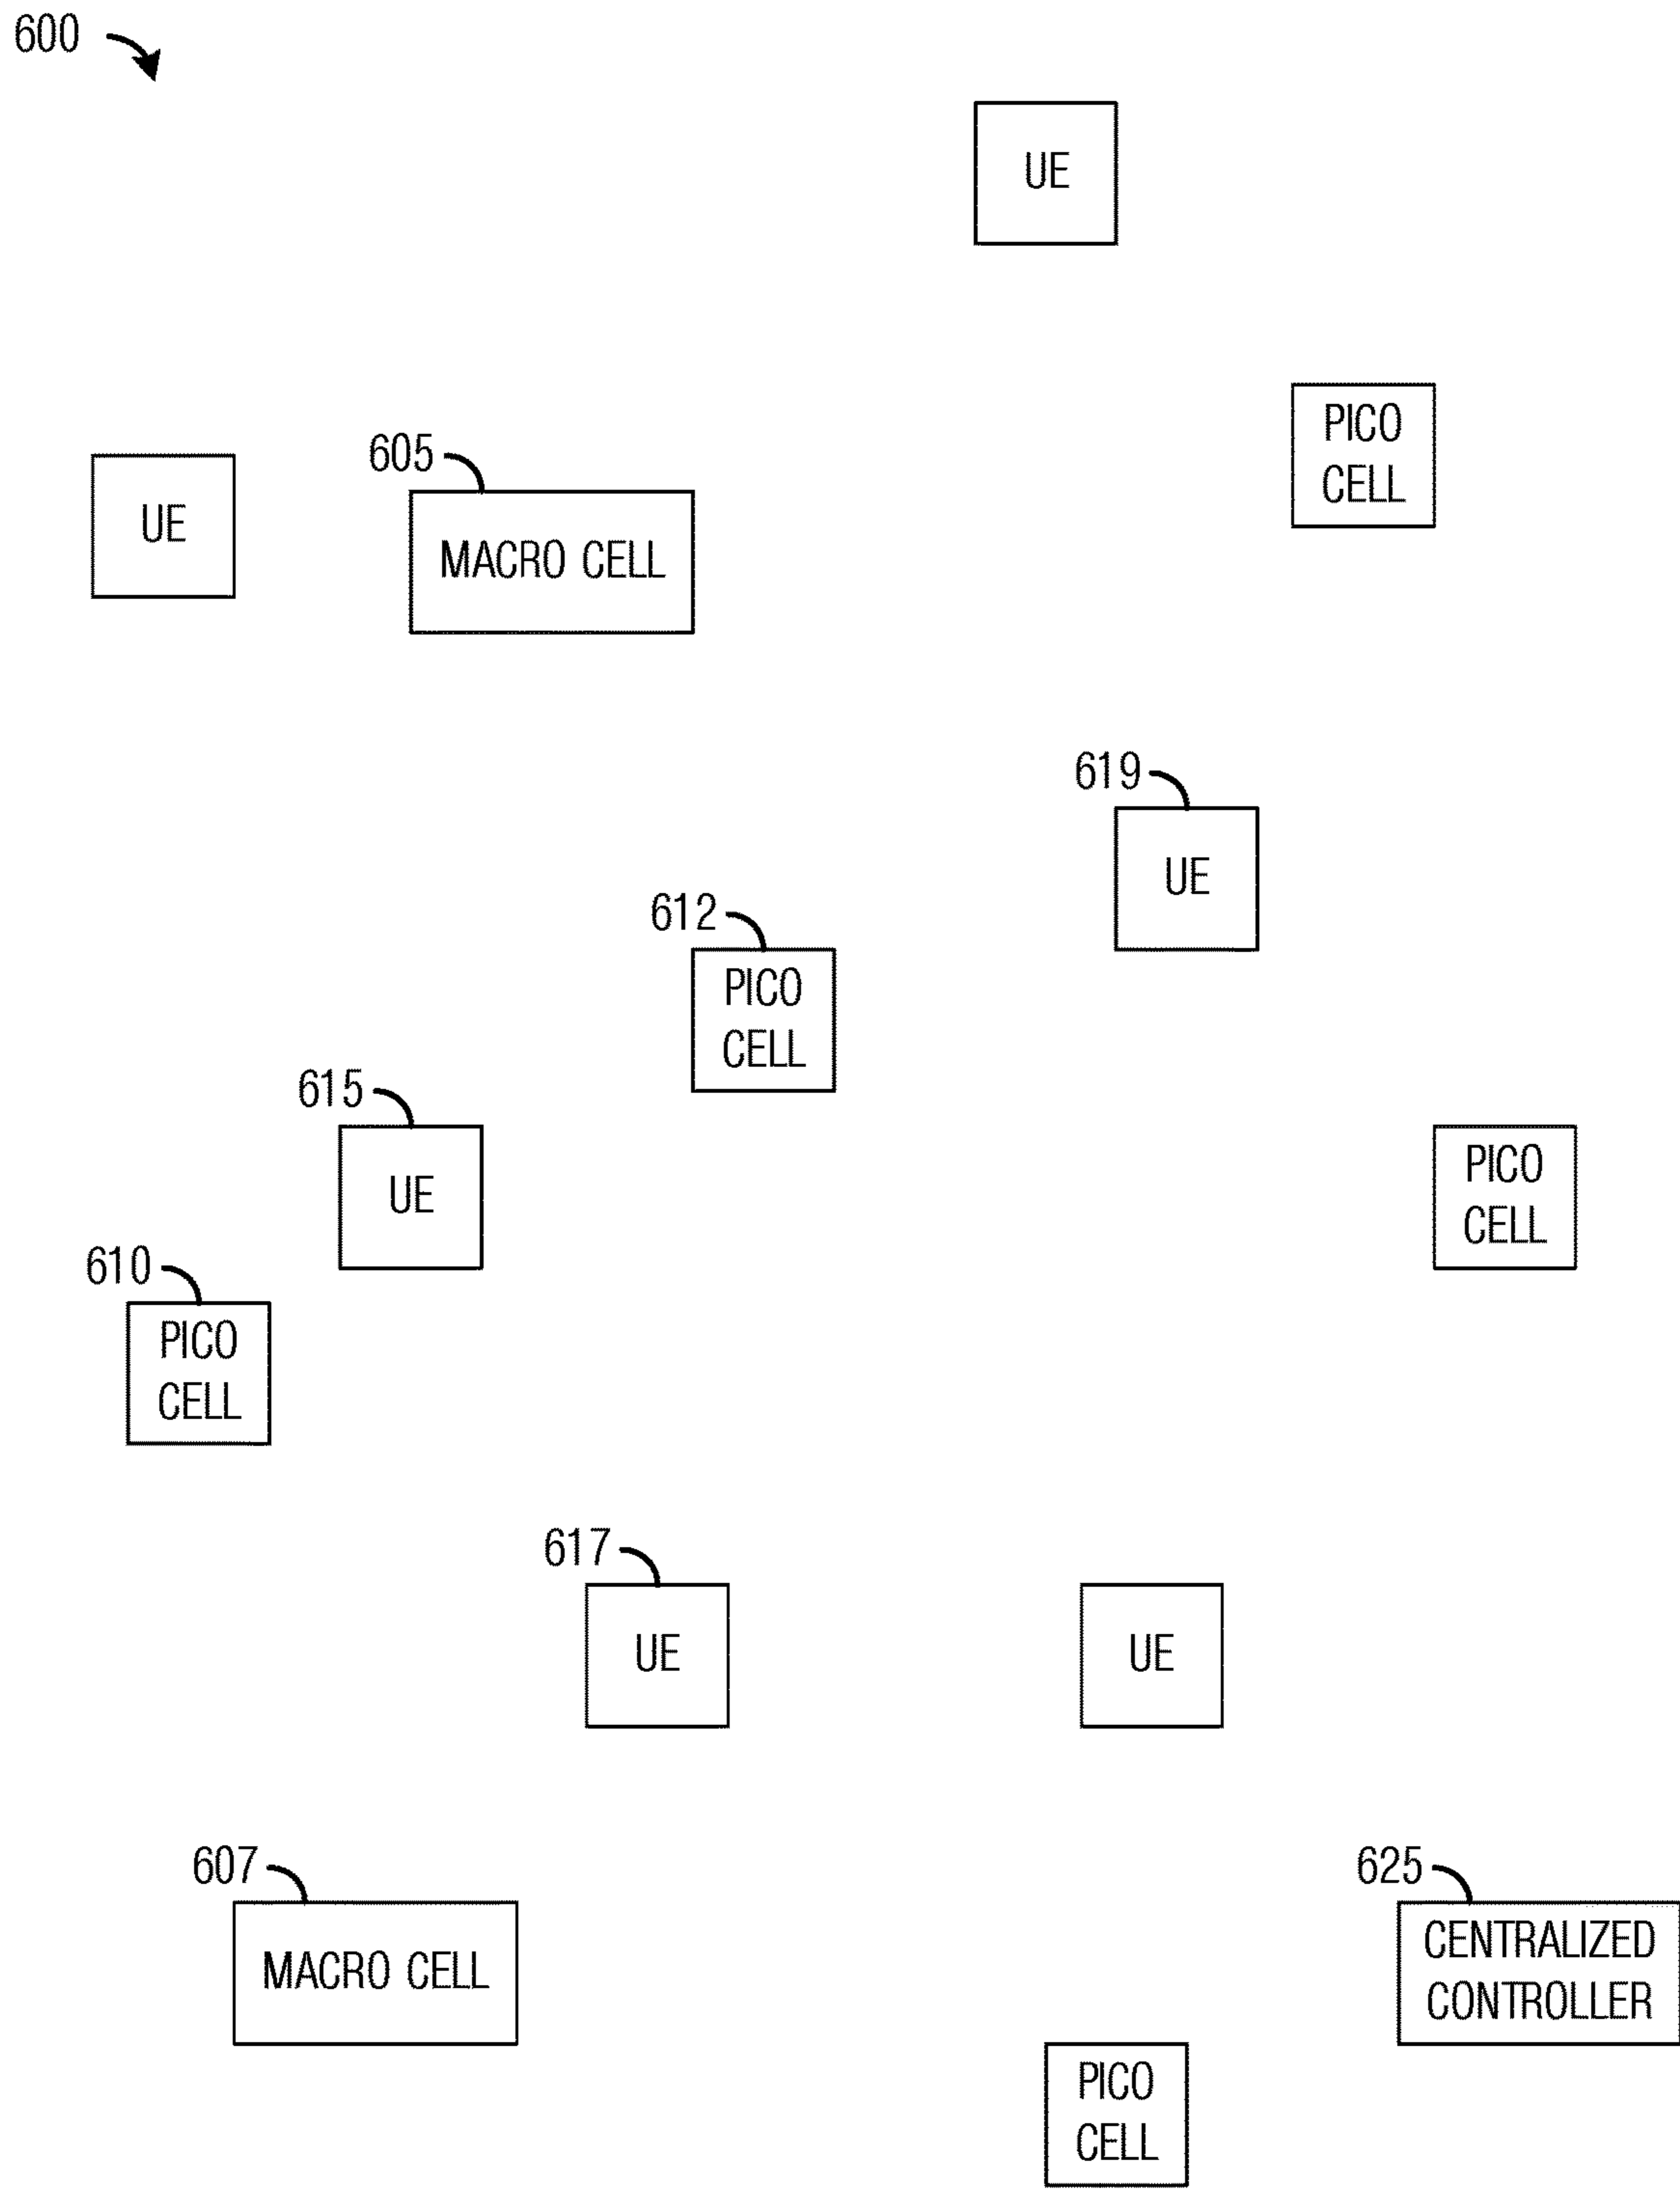 600
UE
PICO
CELL
605
UE
MACRO CELL
619
UE
612
PICO
CELL
615
UE
PICO
CELL
610
PICO
CELL
617
UE
UE
607
MACRO CELL
625
CENTRALIZED
CONTROLLER
PICO
CELL